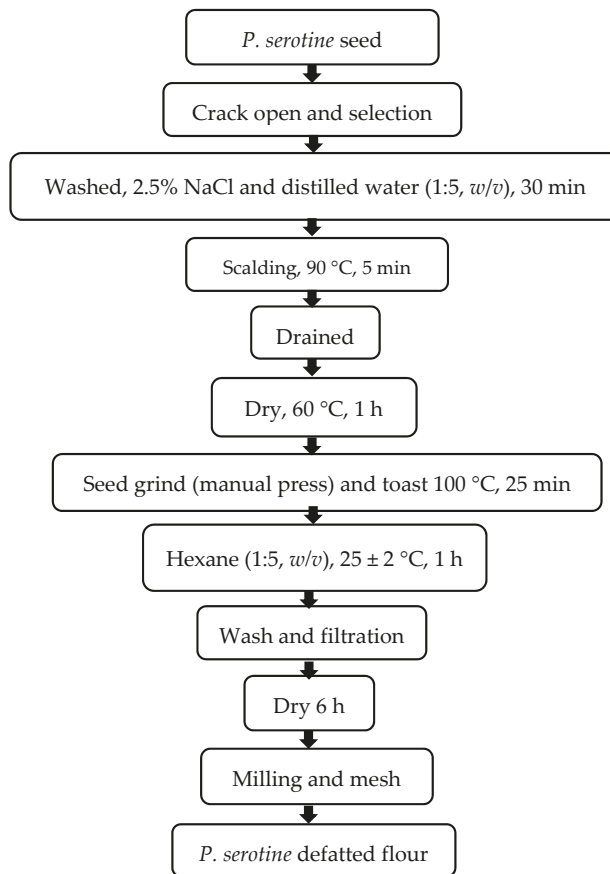 P. serotine seed
Crack open and selection
Washed, 2.5% NaCl and distilled water (1:5, w/v), 30 min
Scalding, 90 °C, 5 min
Drained
Dry, 60 °C, 1 h
Seed grind (manual press) and toast 100 °C, 25 min
Hexane (1:5, w/v), 25 ± 2 °C, 1 h
Wash and filtration
Dry 6 h
Milling and mesh
P. serotine defatted flour